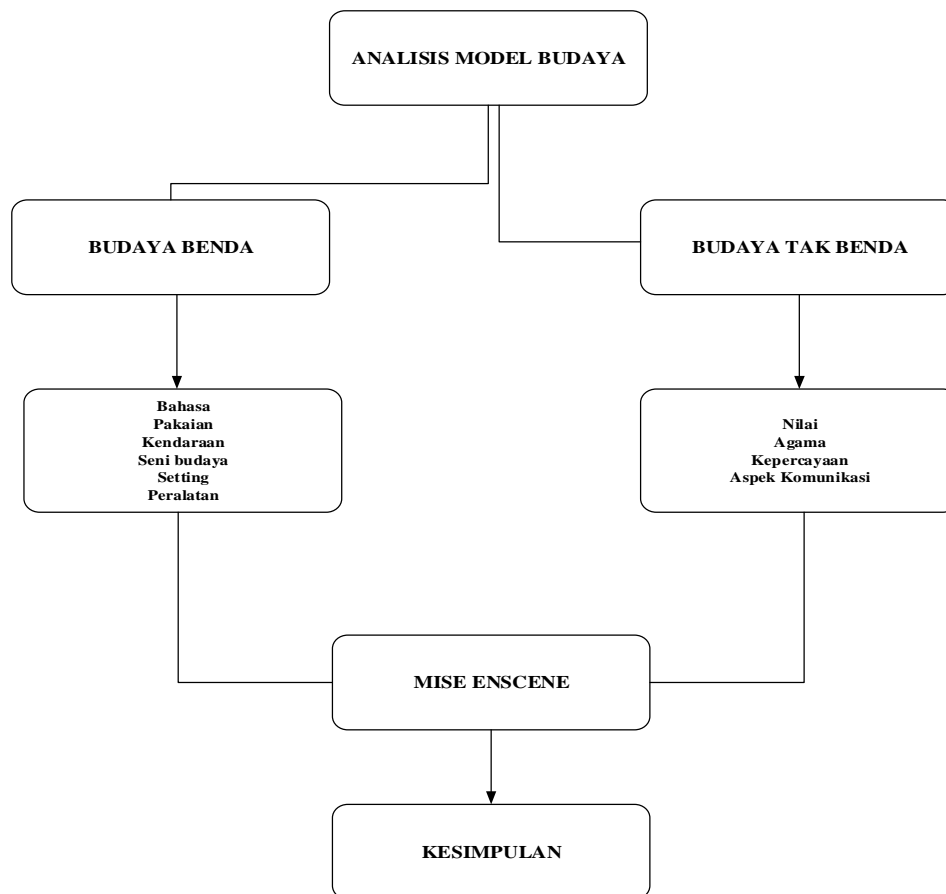 ANALISIS MODEL BUDAYA
BUDAYA BENDA
BUDAYA TAK BENDA
Bahasa
Pakaian
Kendaraan
Seni budaya
Setting
Peralatan
Nilai
Agama
Kepercayaan
Aspek Komunikasi
MISE ENSCENE
KESIMPULAN